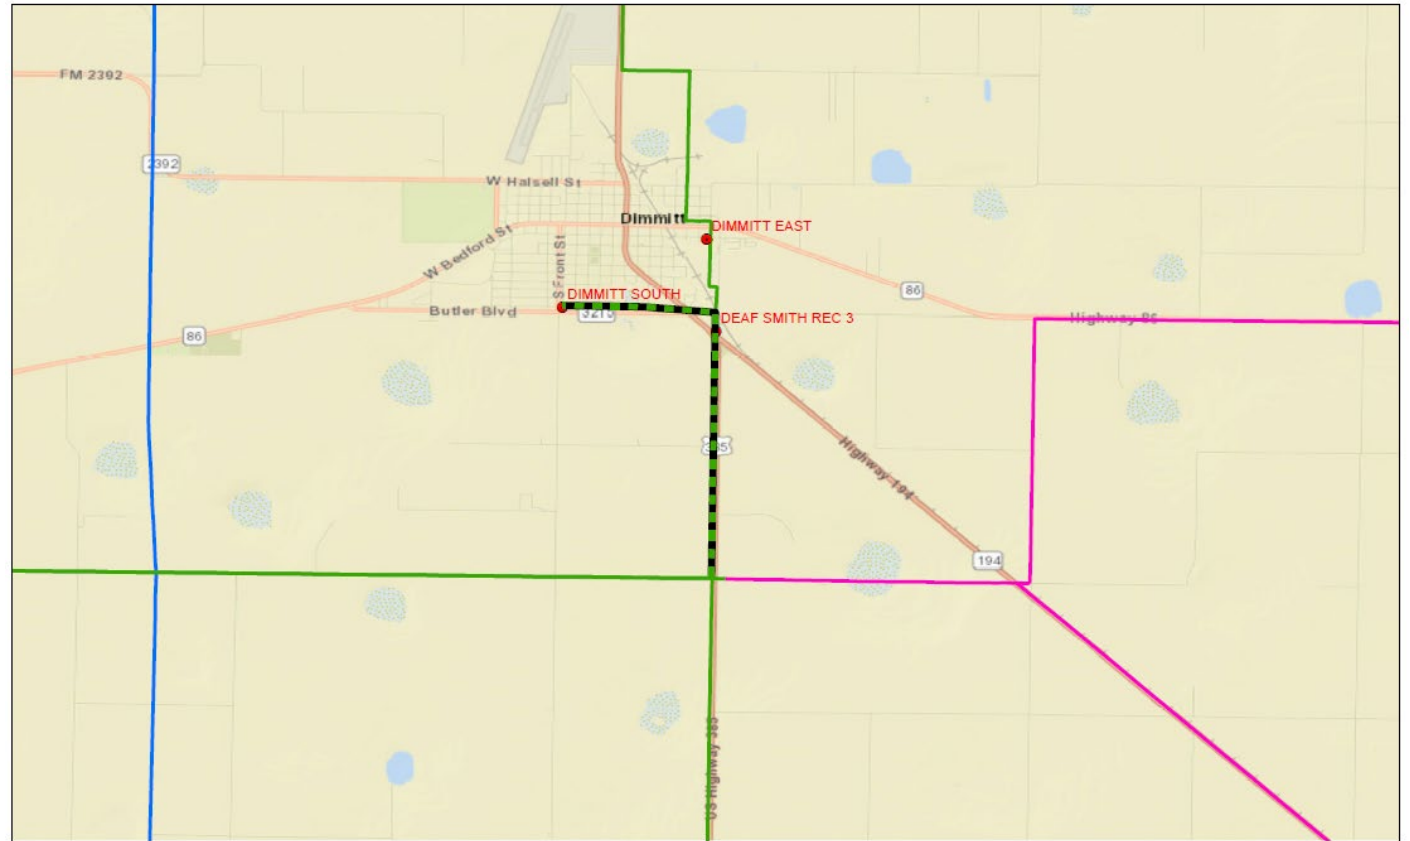 FM 2392
2392
W Halsell St
Dimmitt
DIMMITT EAST
W Bedford St
S Front St
86
DIMMITT SOUTH
Butler Blvd
DEAF SMITH REC 3
Highway 86
86
Highway 194
194
US Highway 385